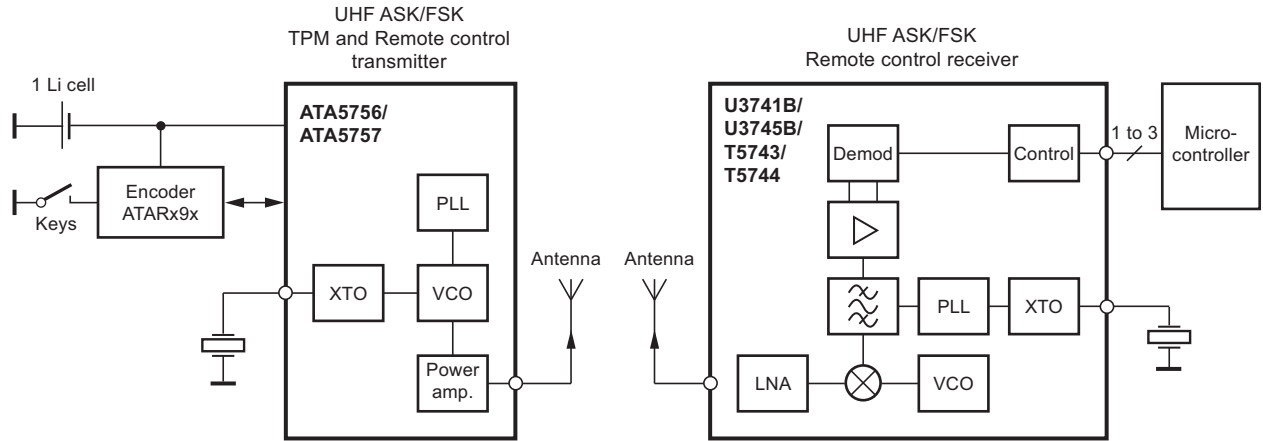 UHF ASK/FSK
TPM and Remote control
transmitter
UHF ASK/FSK
Remote control receiver
1 Li cell
ATA5756/
ATA5757
Encoder
ATARx9x
Keys
PLL
XTO
VCO
Power
amp.
Antenna
Antenna
U3741B/
U3745B/
T5743/
T5744
Demod
Control
1 to 3
Micro-
controller
PLL
XTO
LNA
VCO